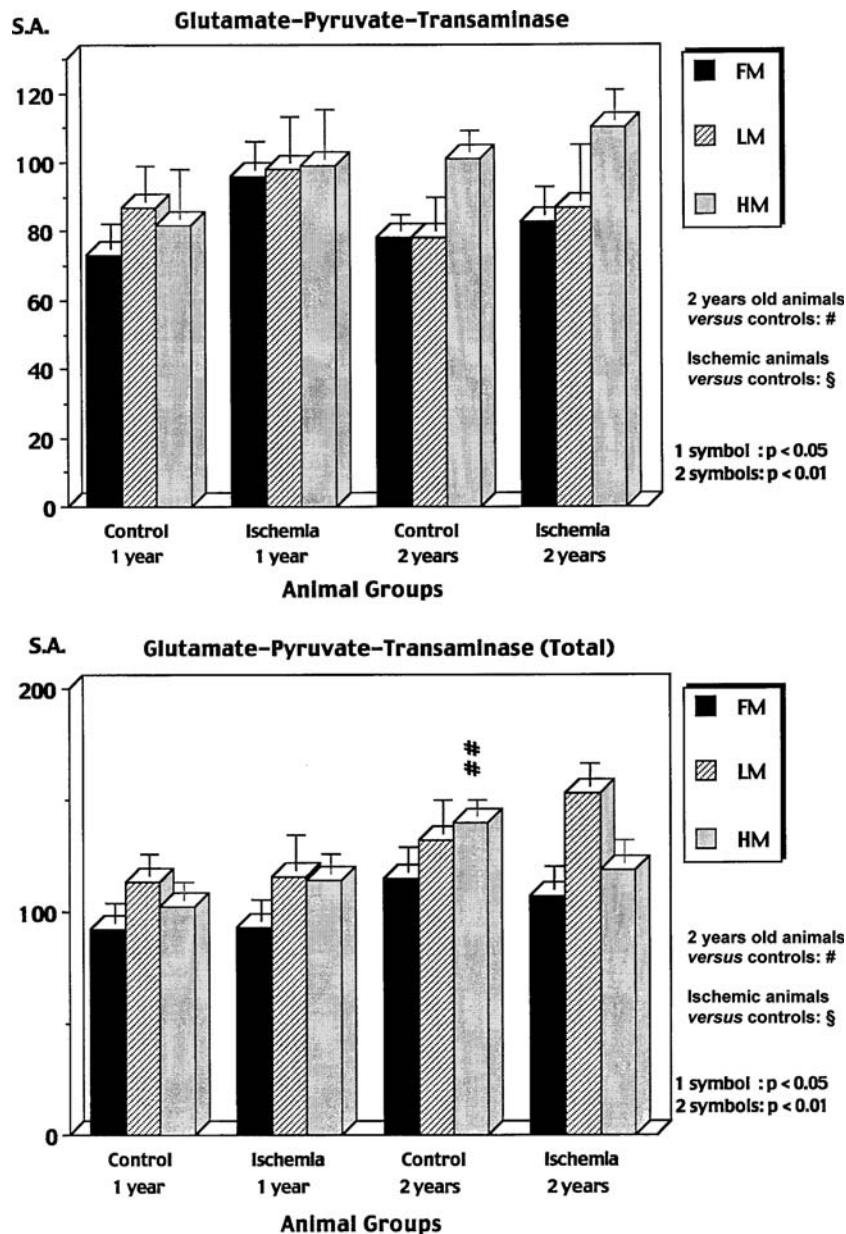 Glutamate-Pyruvate-Transaminase
S.A.
120
100
80
60
40
20
0
Control
1 year
Ischemia
1 year
Control
2 years
Ischemia
2 years
Animal Groups
FM
LM
HM
2 years old animals
versus controls: #
Ischemic animals
versus controls: §
1 symbol : p < 0.05
2 symbols: p < 0.01
S.A.
Glutamate-Pyruvate-Transaminase (Total)
200
100
0
##
Control
1 year
Ischemia
1 year
Control
2 years
Ischemia
2 years
Animal Groups
FM
LM
HM
2 years old animals
versus controls: #
Ischemic animals
versus controls: §
1 symbol : p < 0.05
2 symbols: p < 0.01